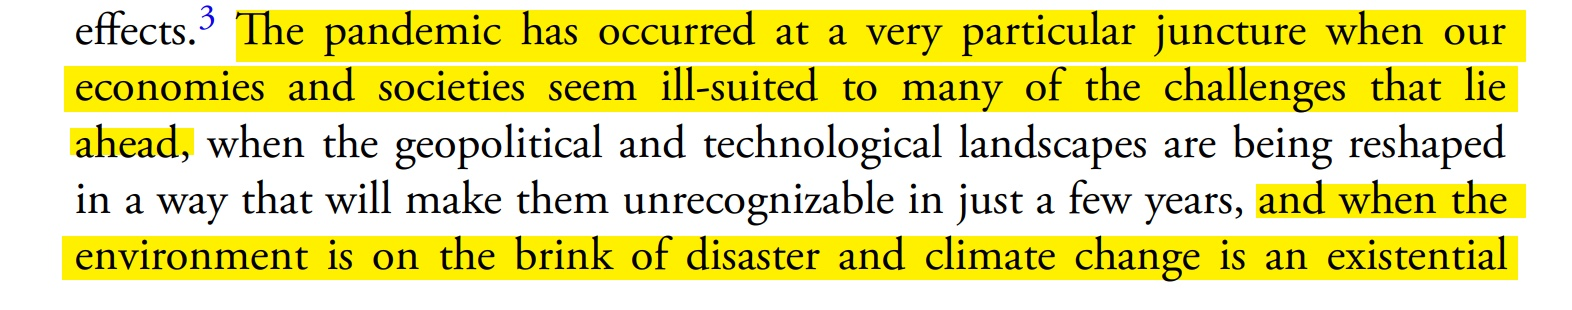 effects.3 The pandemic has occurred at a very particular juncture when our
economies and societies seem ill-suited to many of the challenges that lie
ahead, when the geopolitical and technological landscapes are being reshaped
in a way that will make them unrecognizable in just a few years, and when the
environment is on the brink of disaster and climate change is an existential